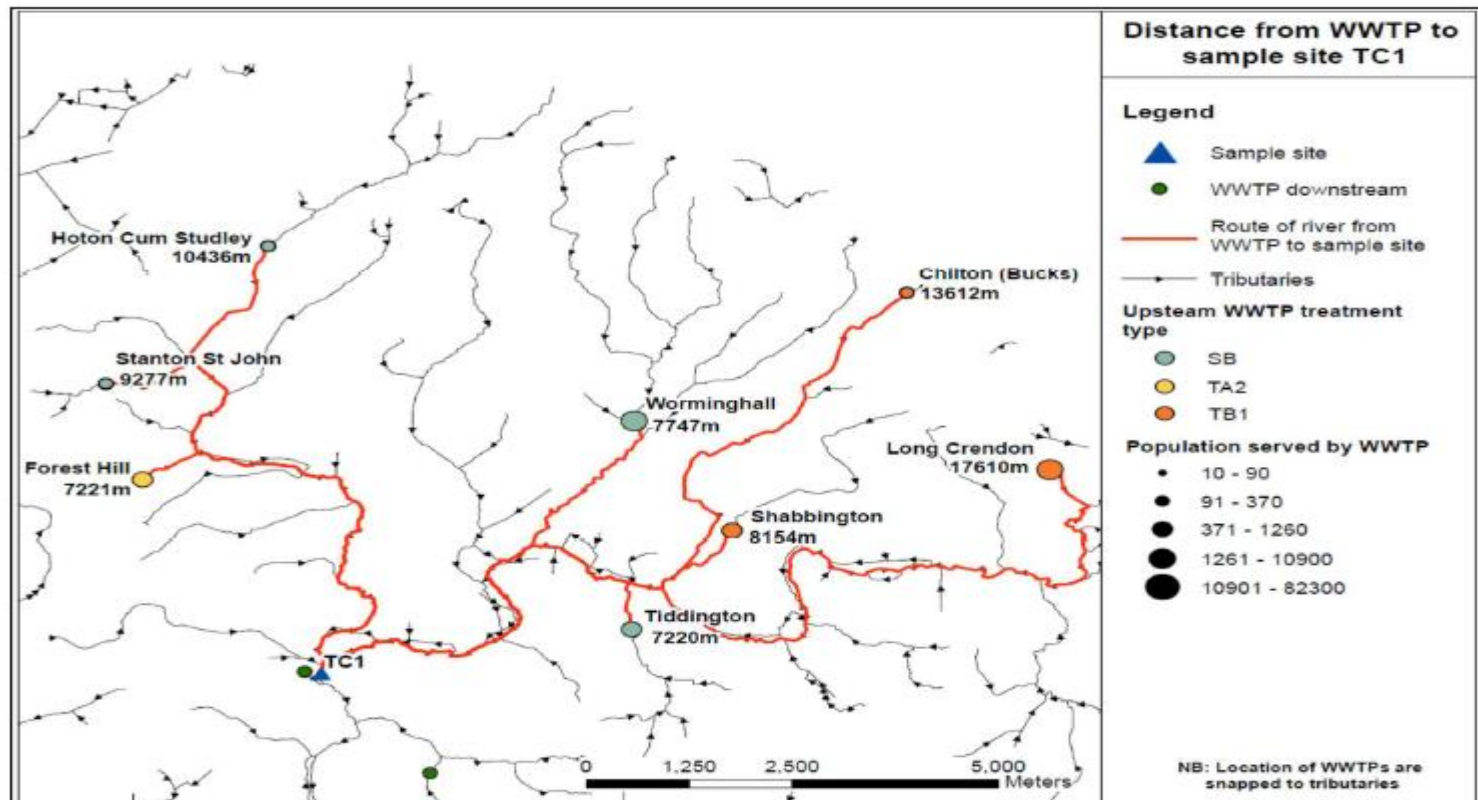 Distance from WWTP to
sample site TC1
Legend
Sample site
WWTP downstream
Route of river from
WWTP to sample site
Tributaries
Upsteam WWTP treatment
type
SB
TA2
TB1
Population served by WWTP
10 - 90
91 - 370
371 - 1260
1261 - 10900
10901 - 82300
NB: Location of WWTPs are
snapped to tributaries
Hoton Cum Studley
10436m
Chilton (Bucks)
13612m
Stanton St John
9277m
Worminghall
7747m
Long Crendon
17610m
Forest Hill
7221m
Shabbington
8154m
Tiddington
7220m
TC1
0 1,250 2,500 5,000
Meters